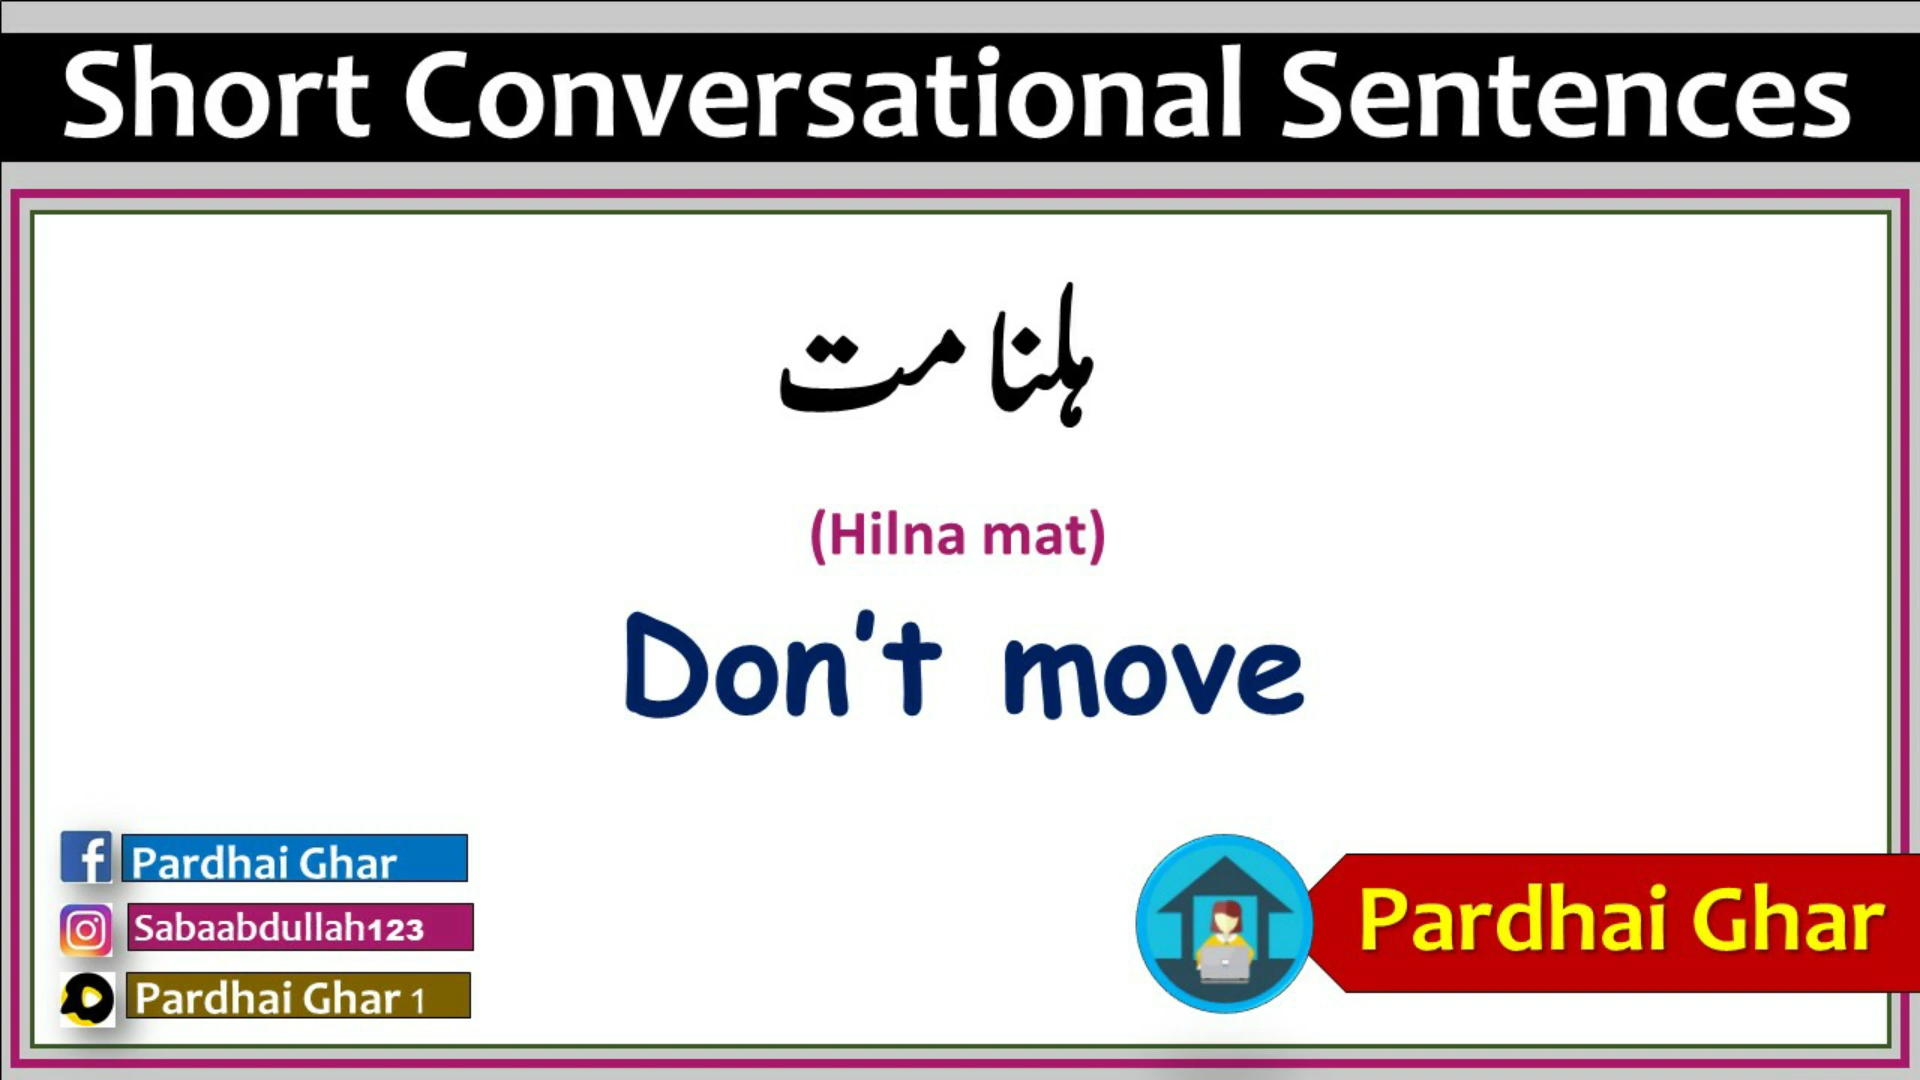 Short Conversational Sentences
ہلنا مت
(Hilna mat)
Don't move
Pardhai Ghar
Sabaabdullah123
Pardhai Ghar 1
Pardhai Ghar